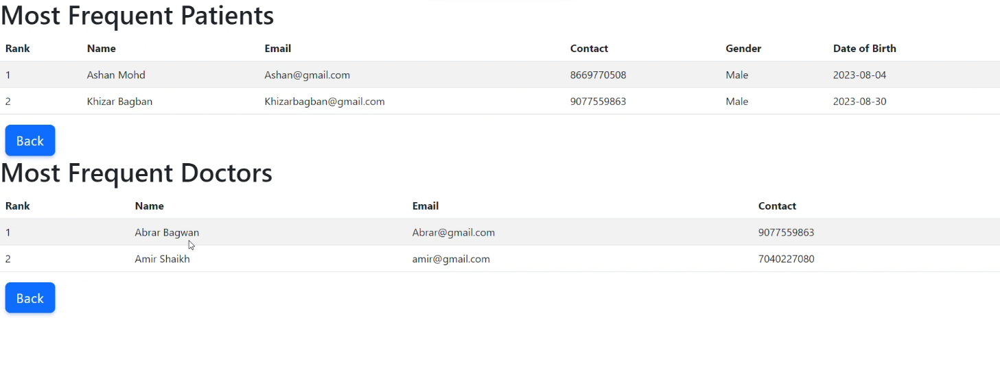 Most Frequent Patients
Rank Name Email Contact Gender Date of Birth
1 Ashan Mohd Ashan@gmail.com 8669770508 Male 2023-08-04
2 Khizar Bagban Khizarbagban@gmail.com 9077559863 Male 2023-08-30
Back
Most Frequent Doctors
Rank Name Email Contact
1 Abrar Bagwan Abrar@gmail.com 9077559863
2 Amir Shaikh amir@gmail.com 7040227080
Back